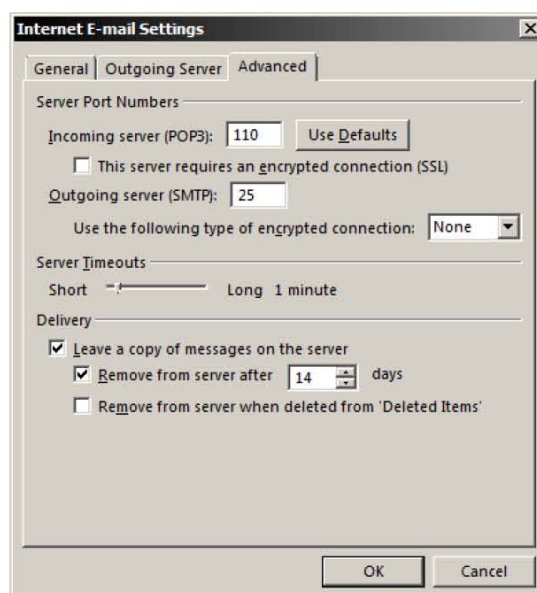 Internet E-mail Settings
General Outgoing Server Advanced
Server Port Numbers
Incoming server (POP3): 110 Use Defaults
This server requires an encrypted connection (SSL)
Outgoing server (SMTP): 25
Use the following type of encrypted connection: None
Server Timeouts
Short Long 1 minute
Delivery
Leave a copy of messages on the server
Remove from server after 14 days
Remove from server when deleted from 'Deleted Items'
OK Cancel